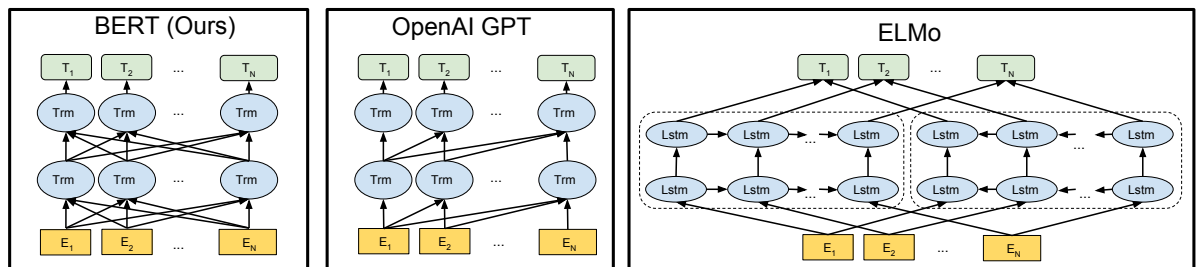 BERT (Ours)
T1 T2 ... TN
Trm Trm ... Trm
Trm Trm ... Trm
E1 E2 ... EN
OpenAI GPT
T1 T2 ... TN
Trm Trm ... Trm
Trm Trm ... Trm
E1 E2 ... EN
ELMo
T1 T2 ... TN
Lstm Lstm ... Lstm Lstm Lstm ... Lstm
Lstm Lstm ... Lstm Lstm Lstm ... Lstm
E1 E2 ... EN